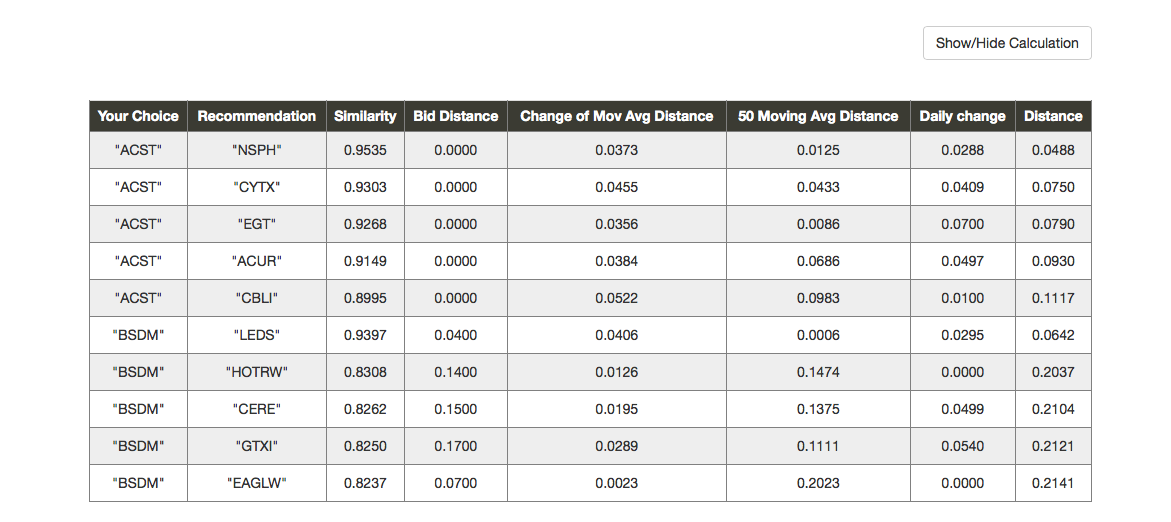 Show/Hide Calculation
Your Choice Recommendation Similarity Bid Distance Change of Mov Avg Distance 50 Moving Avg Distance Daily change Distance
"ACST" "NSPH" 0.9535 0.0000 0.0373 0.0125 0.0288 0.0488
"ACST" "CYTX" 0.9303 0.0000 0.0455 0.0433 0.0409 0.0750
"ACST" "EGT" 0.9268 0.0000 0.0356 0.0086 0.0700 0.0790
"ACST" "ACUR" 0.9149 0.0000 0.0384 0.0686 0.0497 0.0930
"ACST" "CBLI" 0.8995 0.0000 0.0522 0.0983 0.0100 0.1117
"BSDM" "LEDS" 0.9397 0.0400 0.0406 0.0006 0.0295 0.0642
"BSDM" "HOTRW" 0.8308 0.1400 0.0126 0.1474 0.0000 0.2037
"BSDM" "CERE" 0.8262 0.1500 0.0195 0.1375 0.0499 0.2104
"BSDM" "GTXI" 0.8250 0.1700 0.0289 0.1111 0.0540 0.2121
"BSDM" "EAGLW" 0.8237 0.0700 0.0023 0.2023 0.0000 0.2141